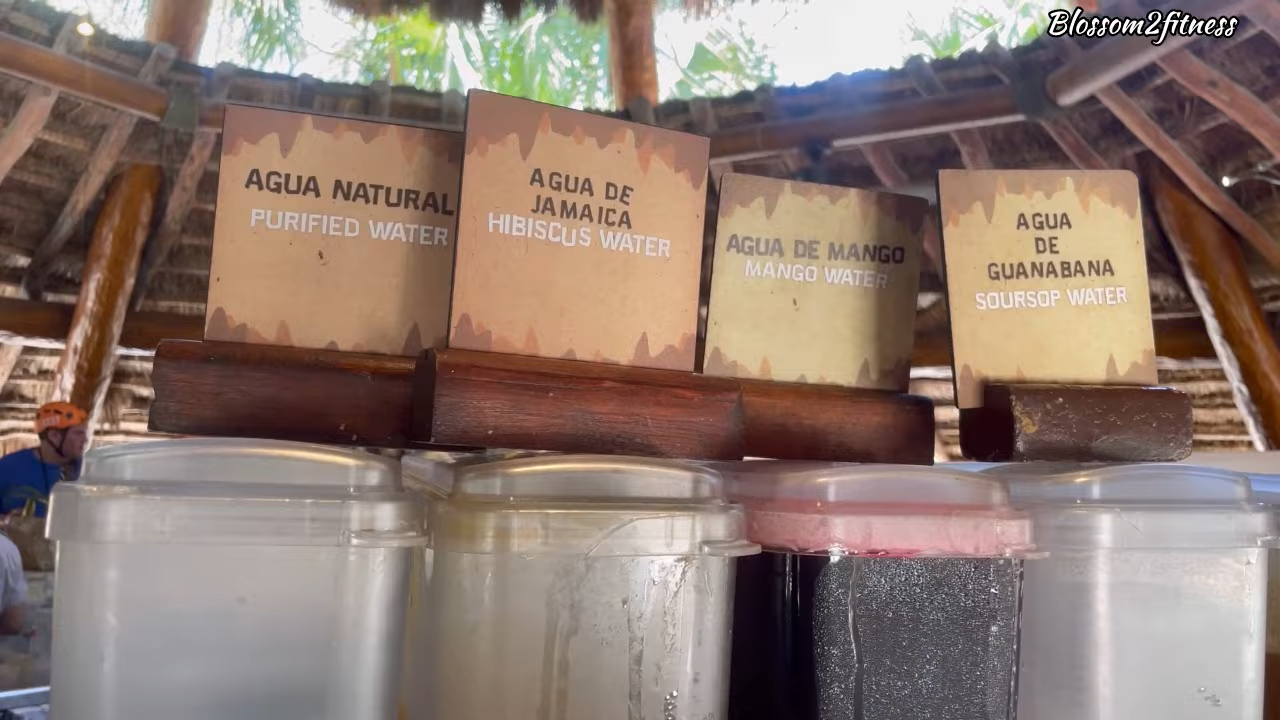 Blossom2fitness
AGUA NATURAL
PURIFIED WATER
AGUA DE
JAMAICA
HIBISCUS WATER
AGUA DE MANGO
MANGO WATER
AGUA
DE
GUANABANA
SOURSOP WATER